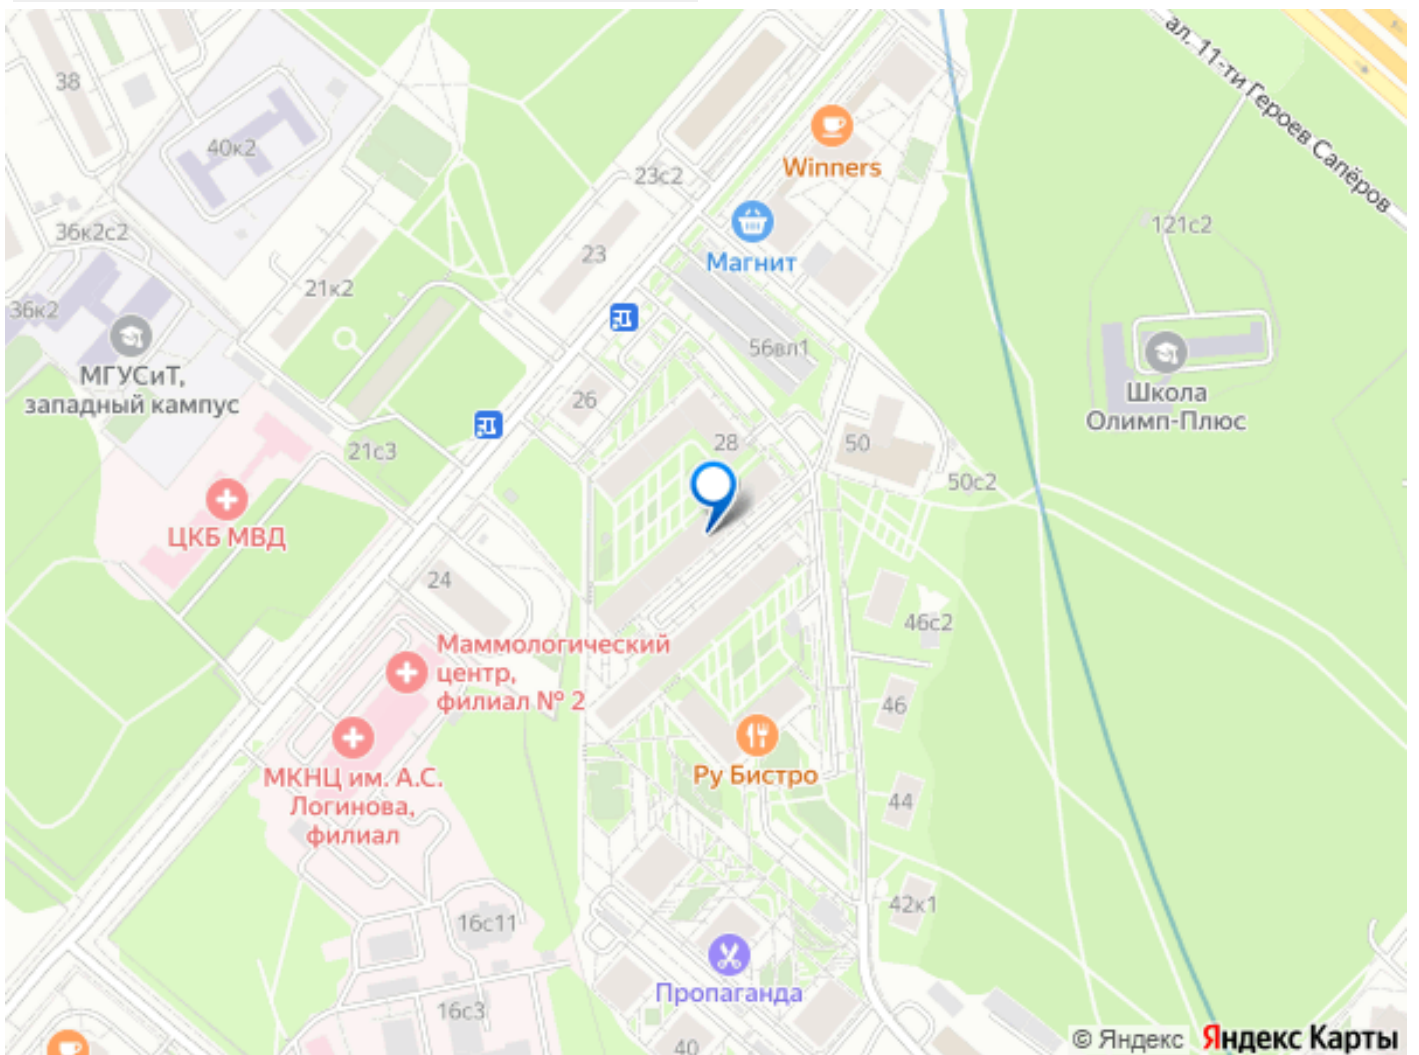 ал. 11-ти Героев Сапёров
38
40к2
23с2
Winners
36к2с2
121с2
23
Магнит
21к2
36к2
МГУСиТ,
западный кампус
56вл1
Школа
Олимп-Плюс
26
28
50
21с3
50с2
ЦКБ МВД
24
46с2
Маммологический
центр,
филиал № 2
46
МКНЦ им. А.С.
Логинова,
филиал
Ру Бистро
44
42к1
16с11
Пропаганда
16с3
40
© Яндекс Яндекс Карты